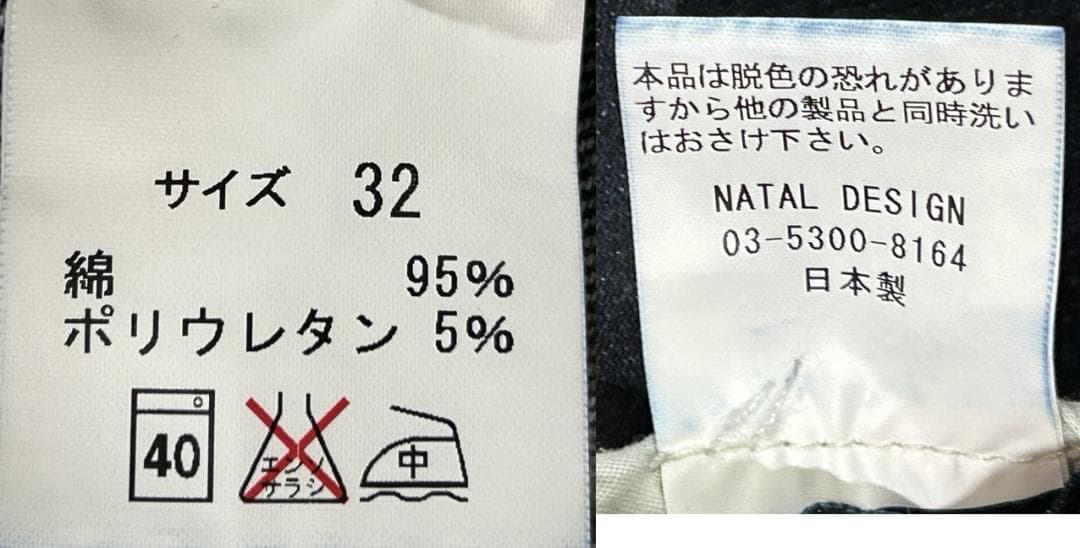 サイズ 32
綿 95%
ポリウレタン 5%
40
エンソ
サラシ
中
本品は脱色の恐れがありま
すから他の製品と同時洗い
はおさけ下さい。
NATAL DESIGN
03-5300-8164
日本製